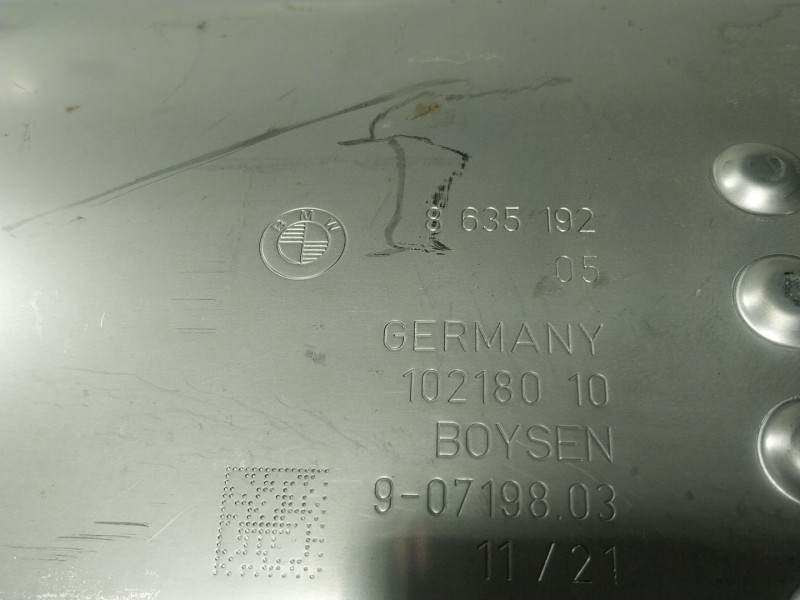 BMW 8 635 192
05
GERMANY
102180 10
BOYSEN
9-07198.03
11/21